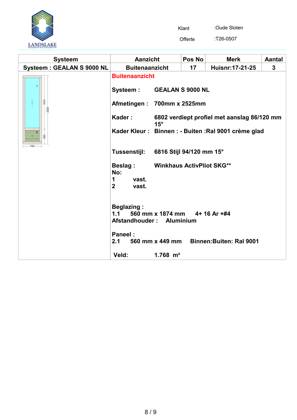 LANDSLAKE
Klant :Oude Sloten
Offerte :T26-0507
Systeem Aanzicht Pos No Merk Aantal
Systeem : GEALAN S 9000 NL Buitenaanzicht 17 Huisnr:17-21-25 3
Buitenaanzicht
Systeem : GEALAN S 9000 NL
Afmetingen : 700mm x 2525mm
Kader : 6802 verdiept profiel met aanslag 86/120 mm
15°
Kader Kleur : Binnen : - Buiten :Ral 9001 crème glad
Tussenstijl: 6816 Stijl 94/120 mm 15°
Beslag : Winkhaus ActivPilot SKG**
No:
1 vast.
2 vast.
Beglazing :
1.1 560 mm x 1874 mm 4+ 16 Ar +#4
Afstandhouder : Aluminium
Paneel :
2.1 560 mm x 449 mm Binnen:Buiten: Ral 9001
Veld: 1.768 m²
8 / 9